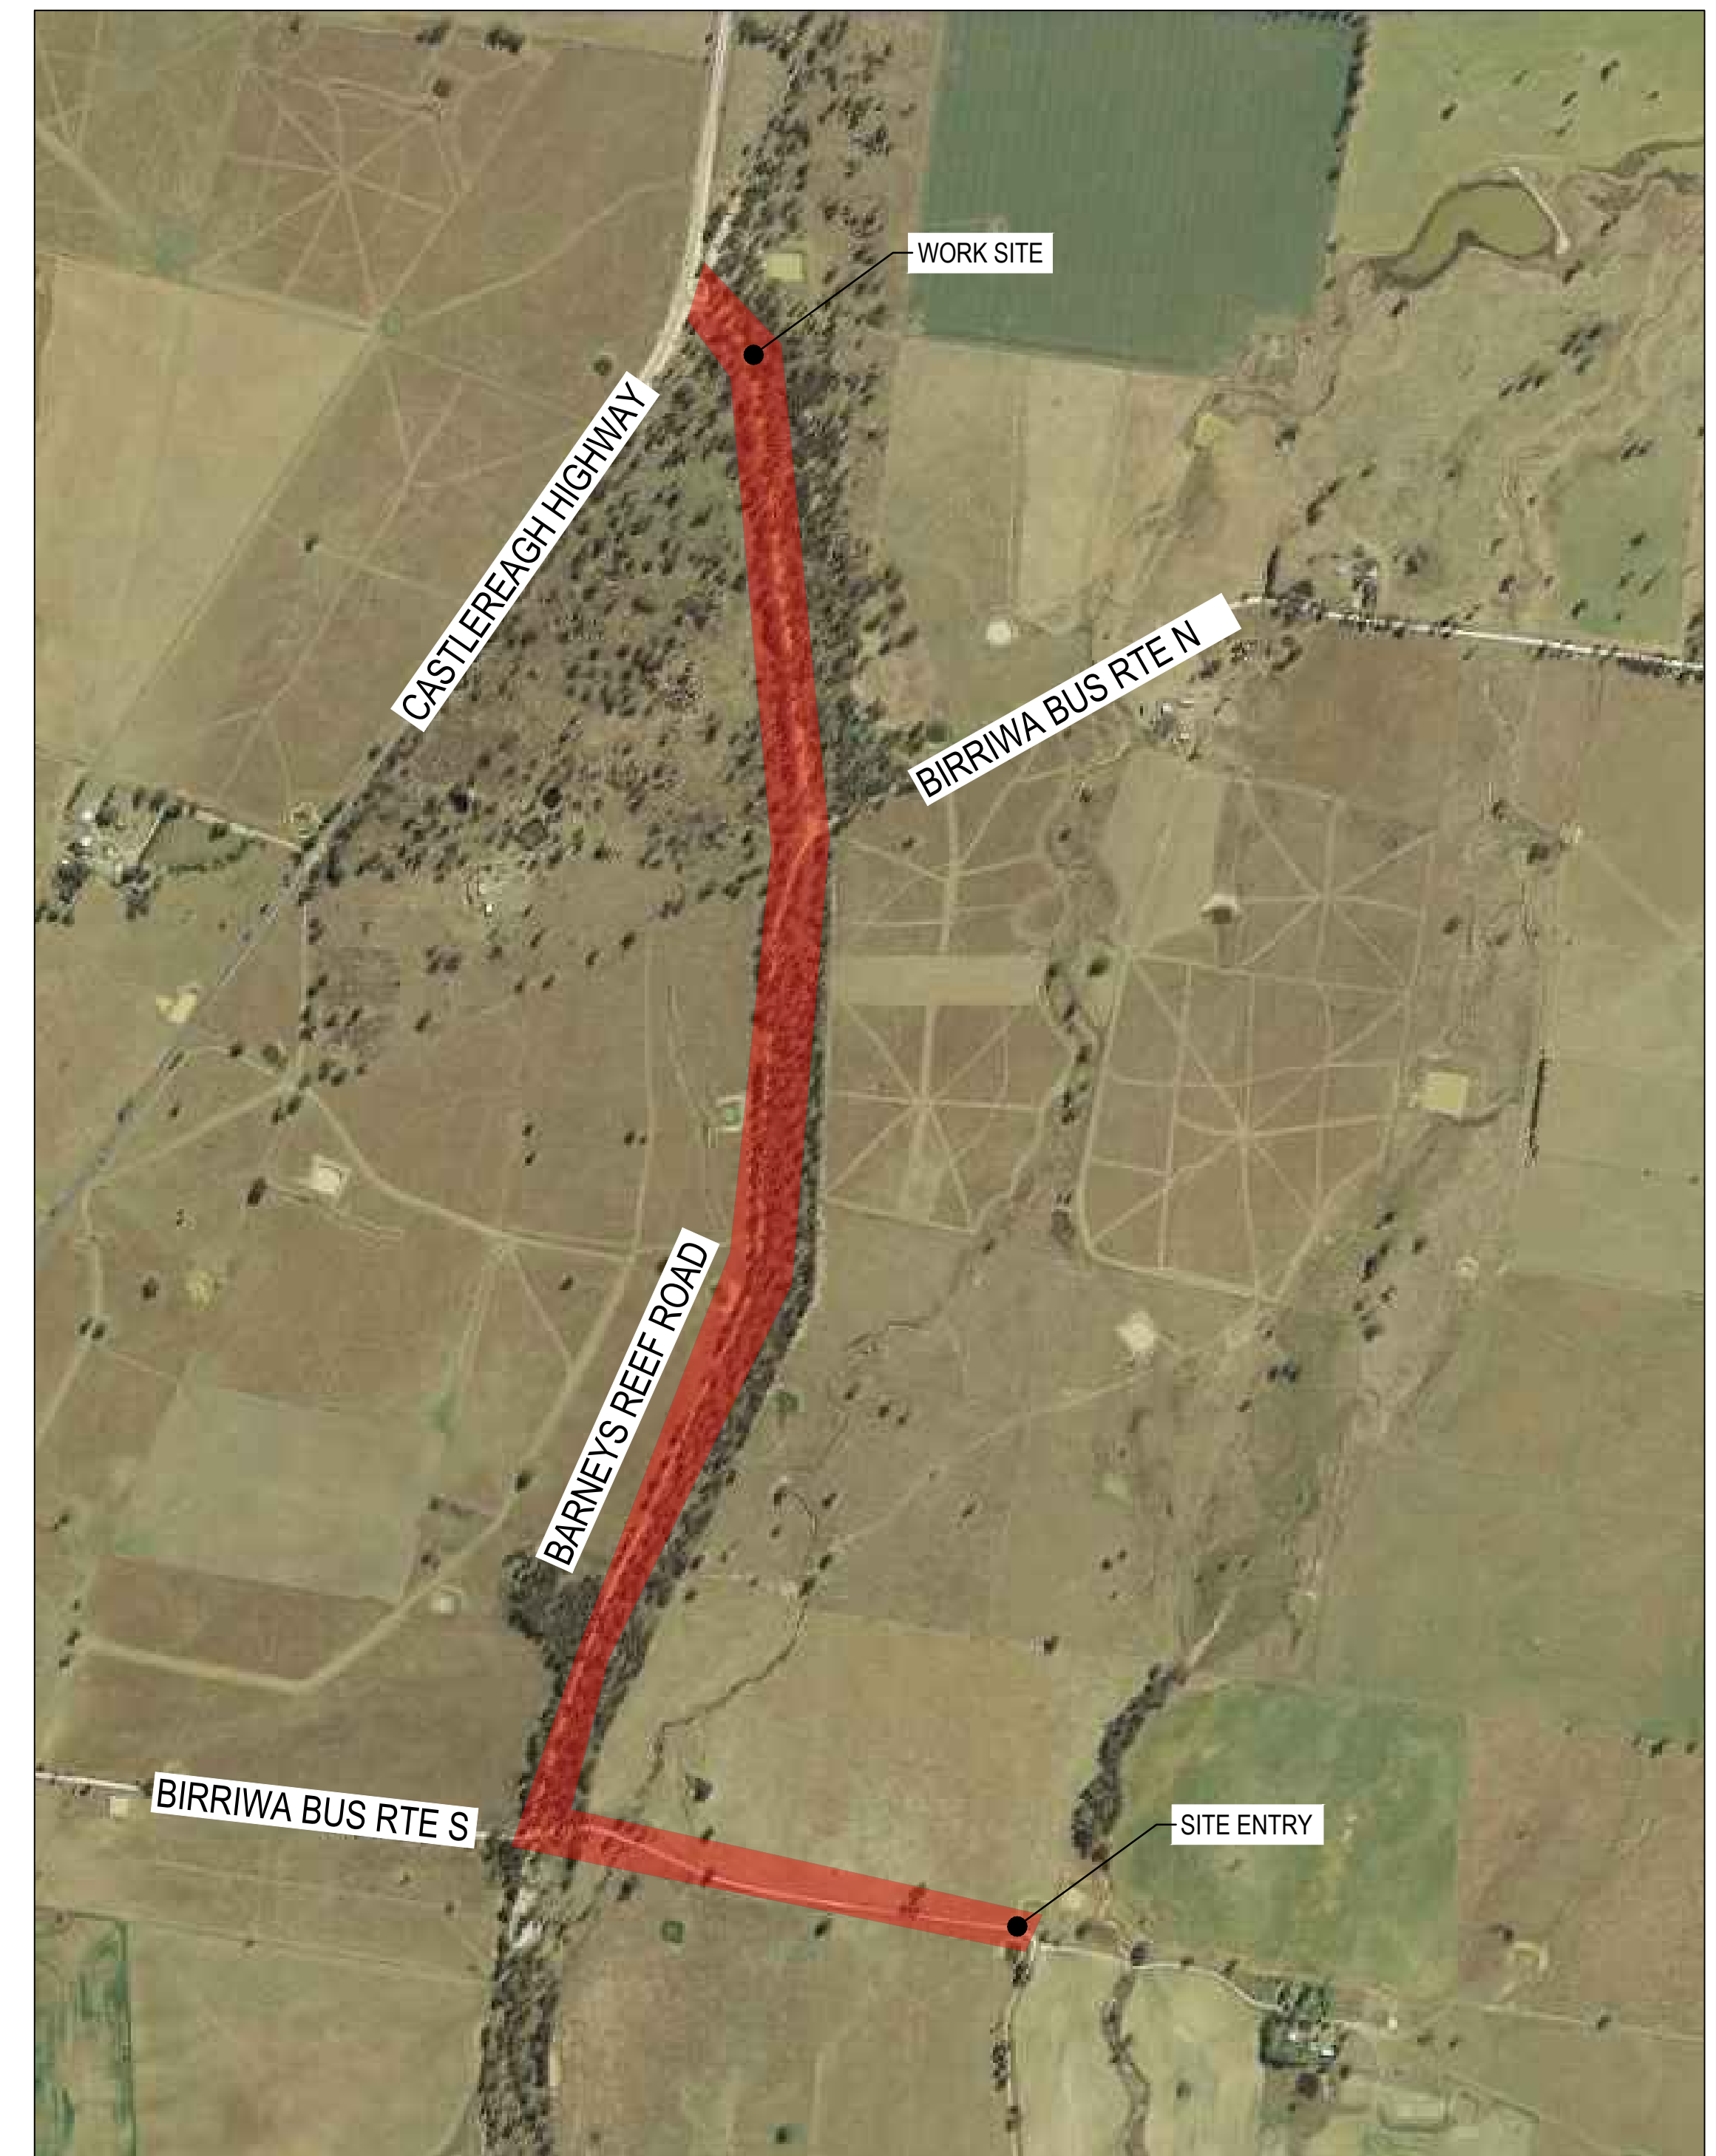 WORK SITE
CASTLEREAGH HIGHWAY
BIRRIWA BUS RTE N
BARNEYS REEF ROAD
BIRRIWA BUS RTE S
SITE ENTRY